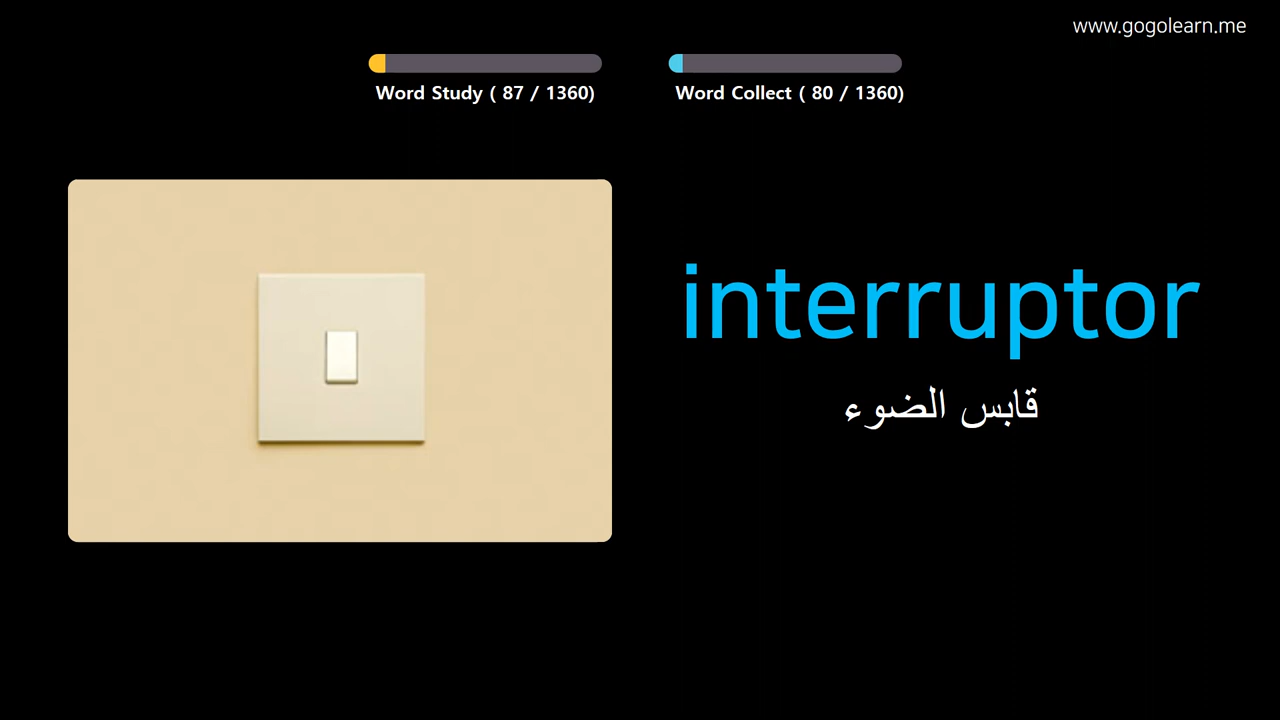 www.gogolearn.me
Word Study ( 87 / 1360)
Word Collect ( 80 / 1360)
interruptor
قابس الضوء